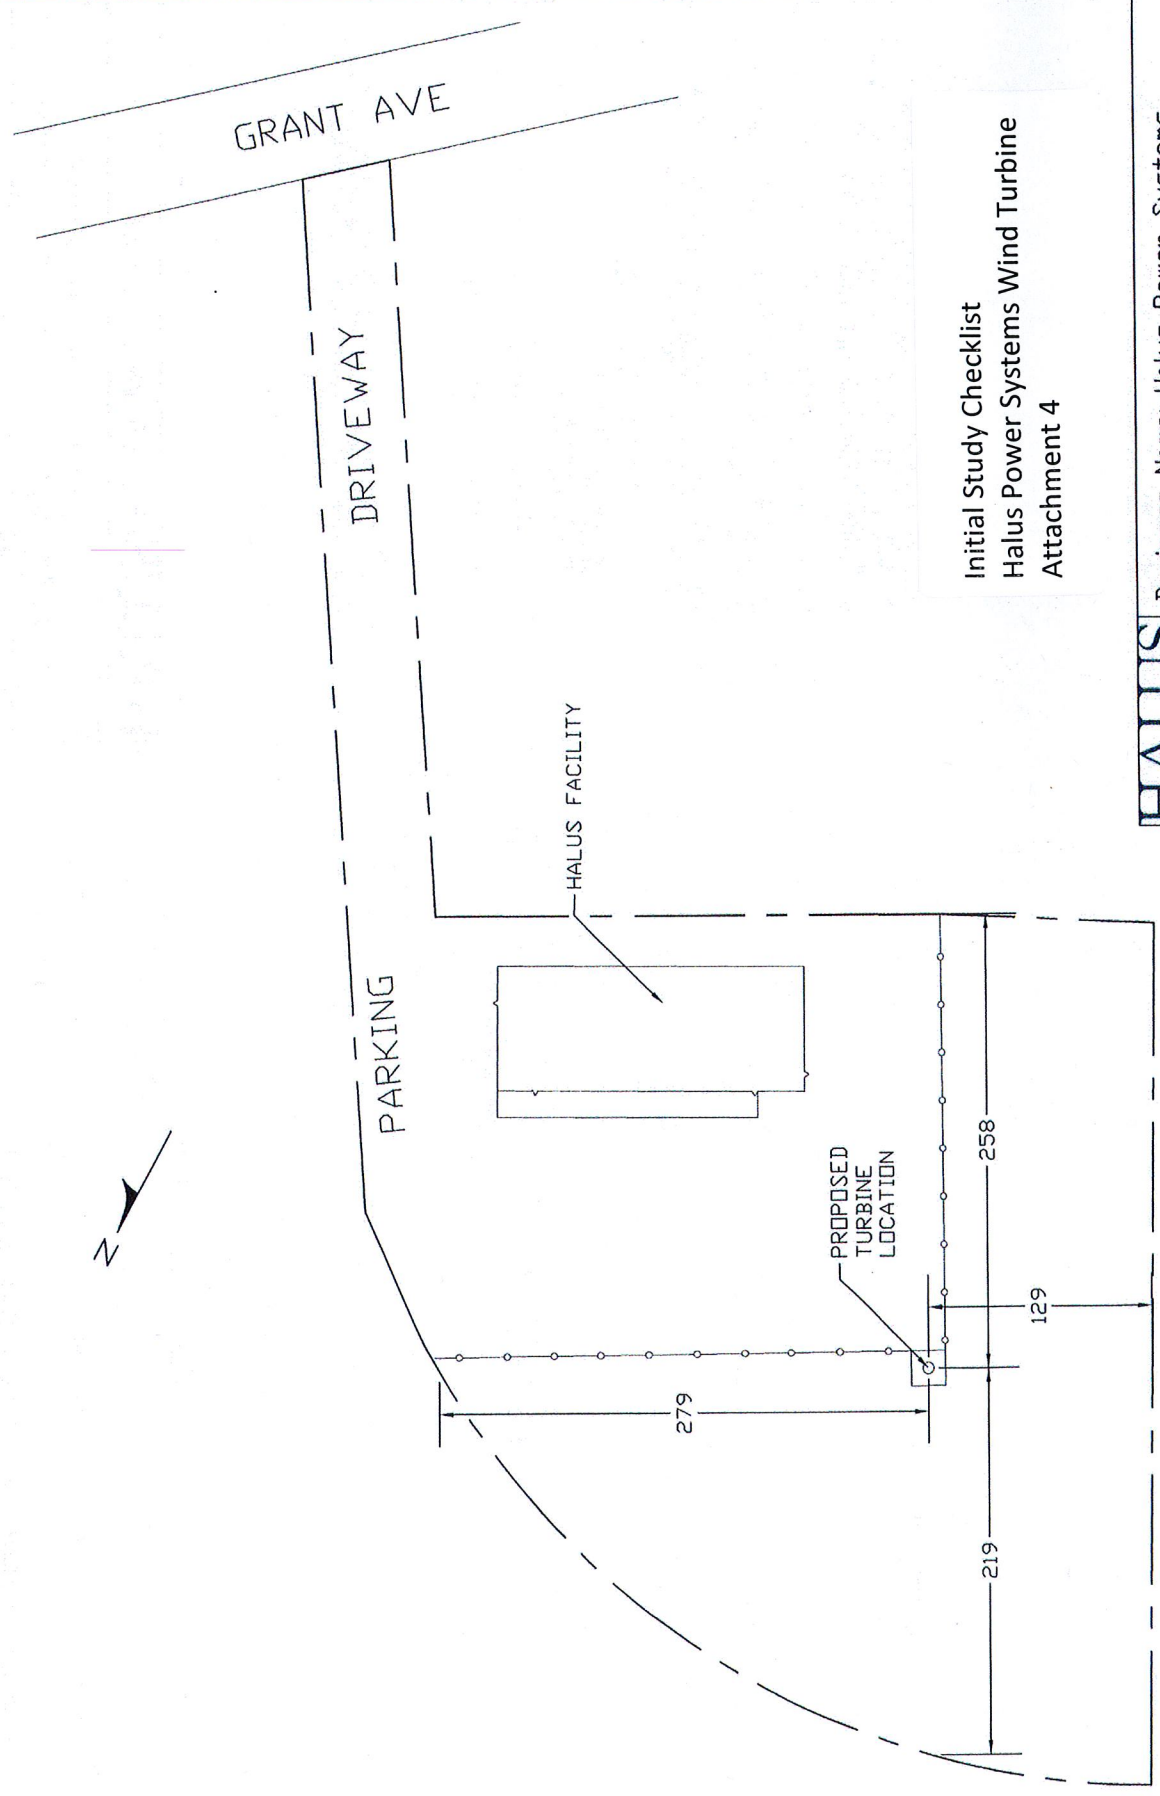 GRANT AVE
DRIVEWAY
PARKING
N
HALUS FACILITY
PROPOSED
TURBINE
LOCATION
279
258
129
219
Initial Study Checklist
Halus Power Systems Wind Turbine
Attachment 4